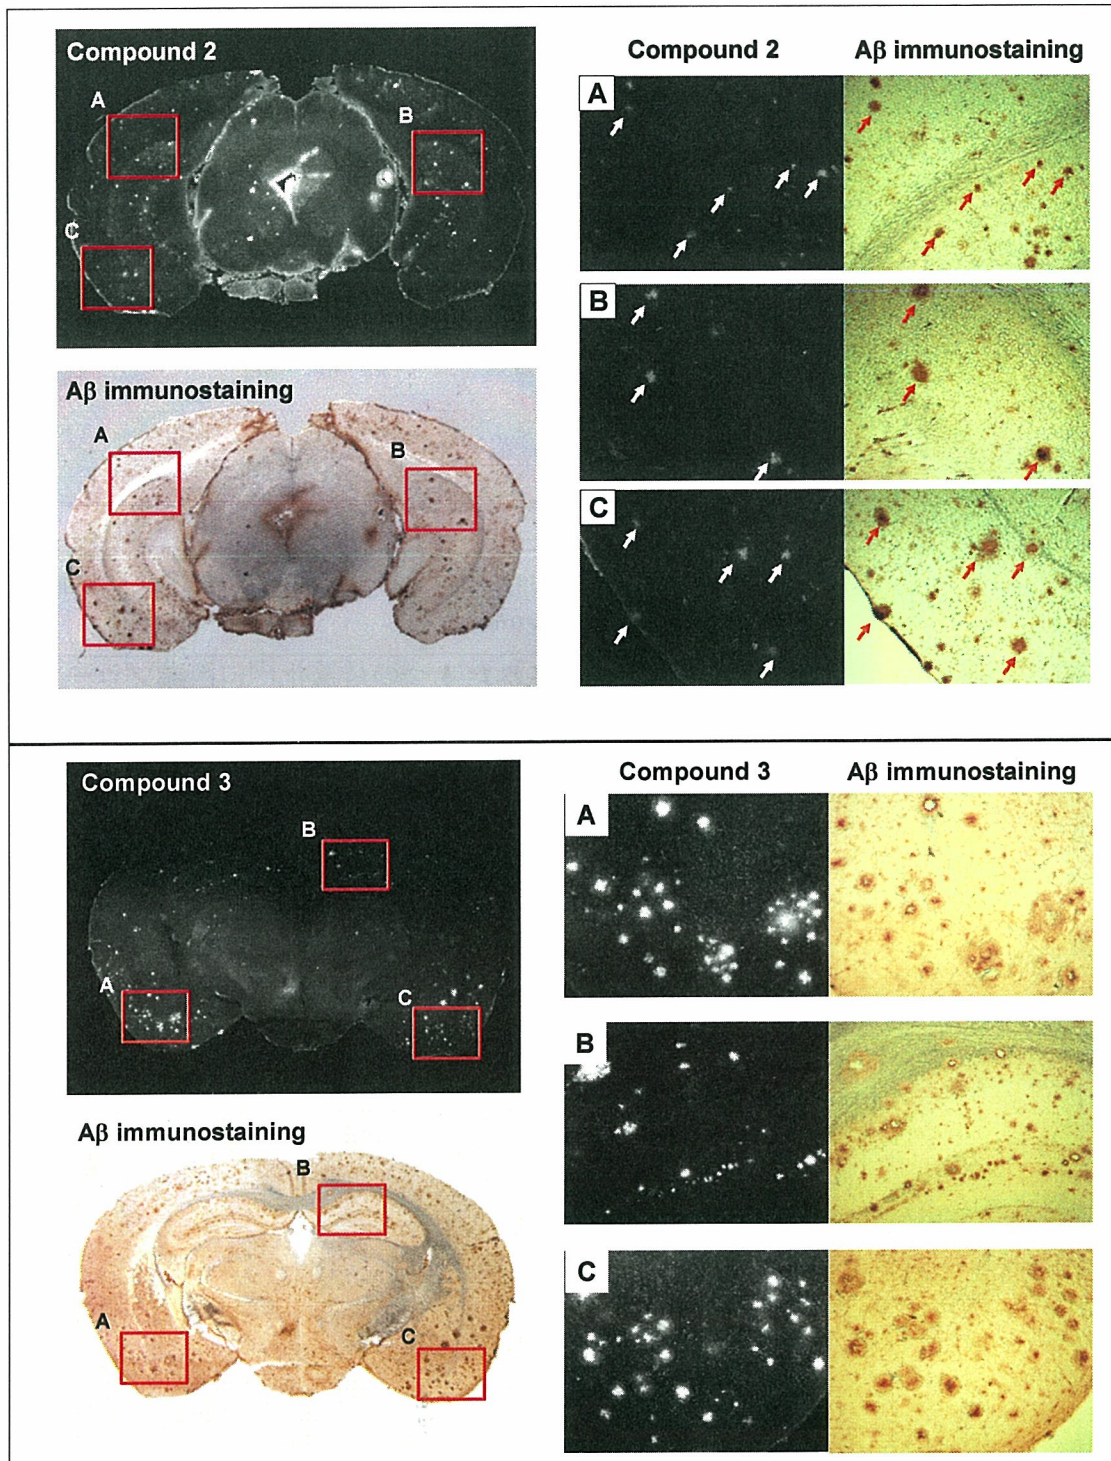 Compound 2
A
B
C
Aβ immunostaining
A
B
C
Compound 2 Aβ immunostaining
A
B
C
Compound 3
B
A
C
Aβ immunostaining
B
A
C
Compound 3 Aβ immunostaining
A
B
C